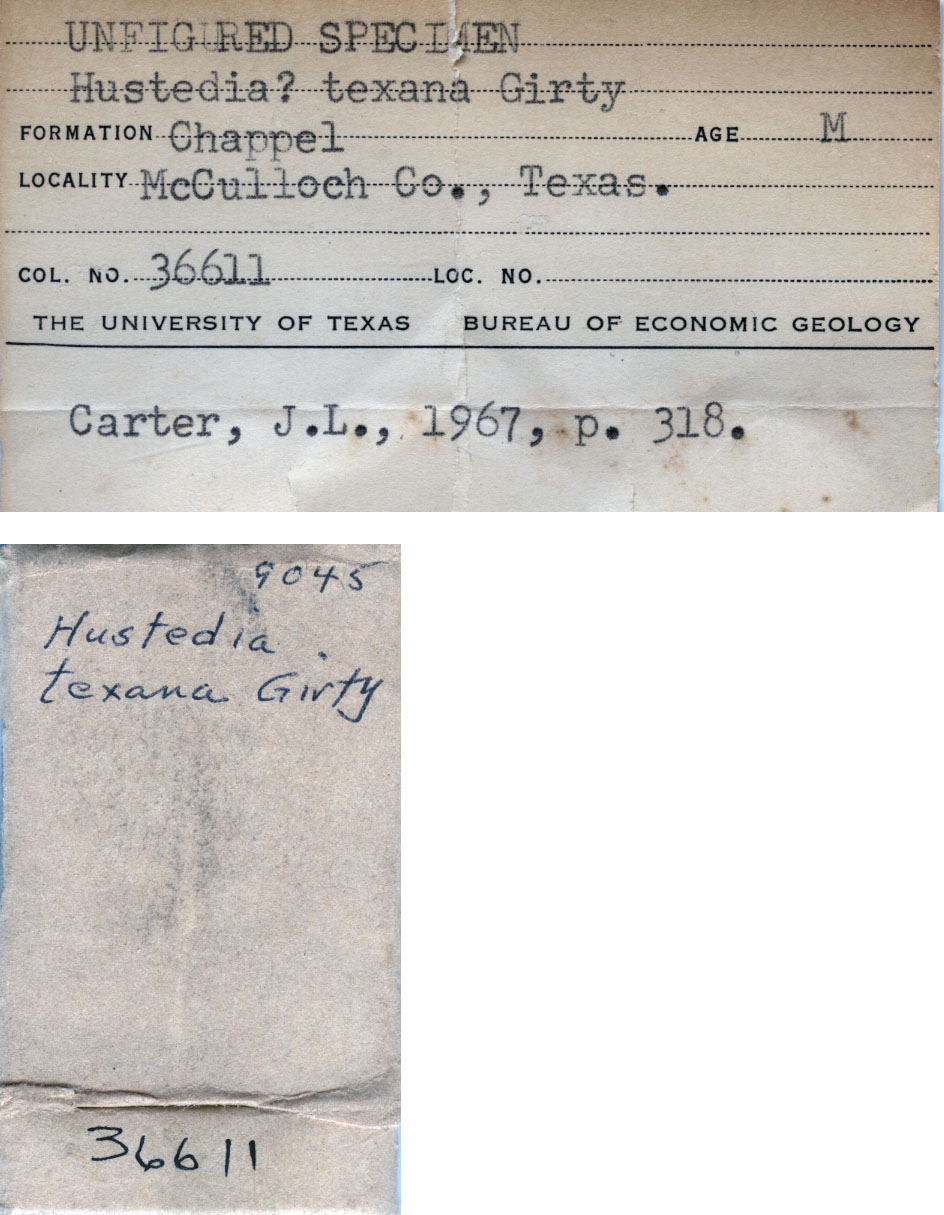 UNFIGURED SPECIMEN
Hustedia? texana Girty
FORMATION Chappel AGE M
LOCALITY McCulloch Co., Texas.
COL. NO. 36611 LOC. NO.
THE UNIVERSITY OF TEXAS BUREAU OF ECONOMIC GEOLOGY
Carter, J.L., 1967, p. 318.
9045
Hustedia
texana Girty
36611